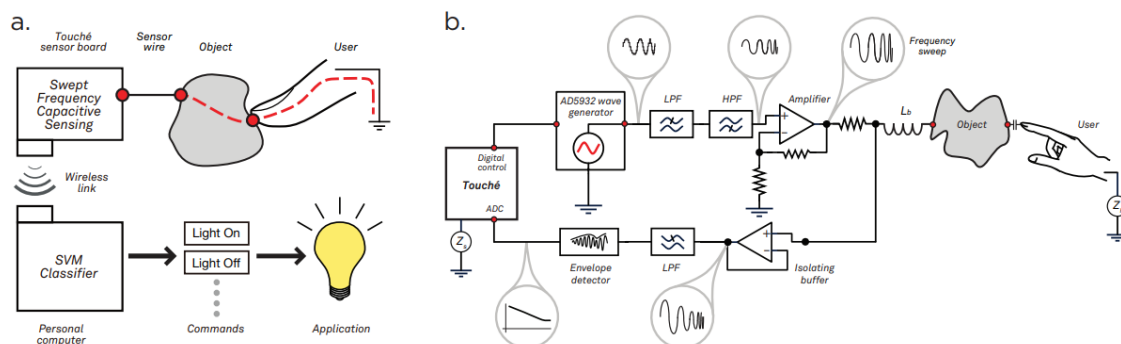 a.
Touché
sensor board
Sensor
wire
Object
User
Swept
Frequency
Capacitive
Sensing
Wireless
link
SVM
Classifier
Light On
Light Off
Personal
computer
Commands
Application
b.
Frequency
sweep
AD5932 wave
generator
LPF
HPF
Amplifier
Lb
Object
User
Digital
control
Touché
ADC
Zs
Envelope
detector
LPF
Isolating
buffer